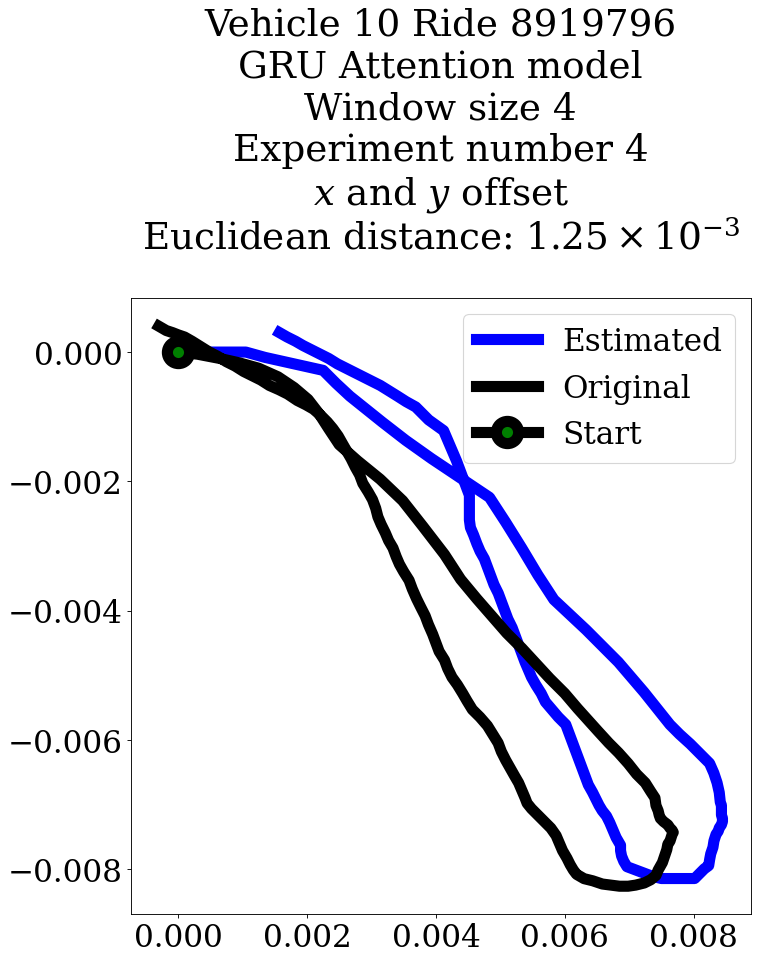 Vehicle 10 Ride 8919796
GRU Attention model
Window size 4
Experiment number 4
x and y offset
Euclidean distance: 1.25 × 10⁻³
Estimated
Original
Start
0.000
−0.002
−0.004
−0.006
−0.008
0.000 0.002 0.004 0.006 0.008